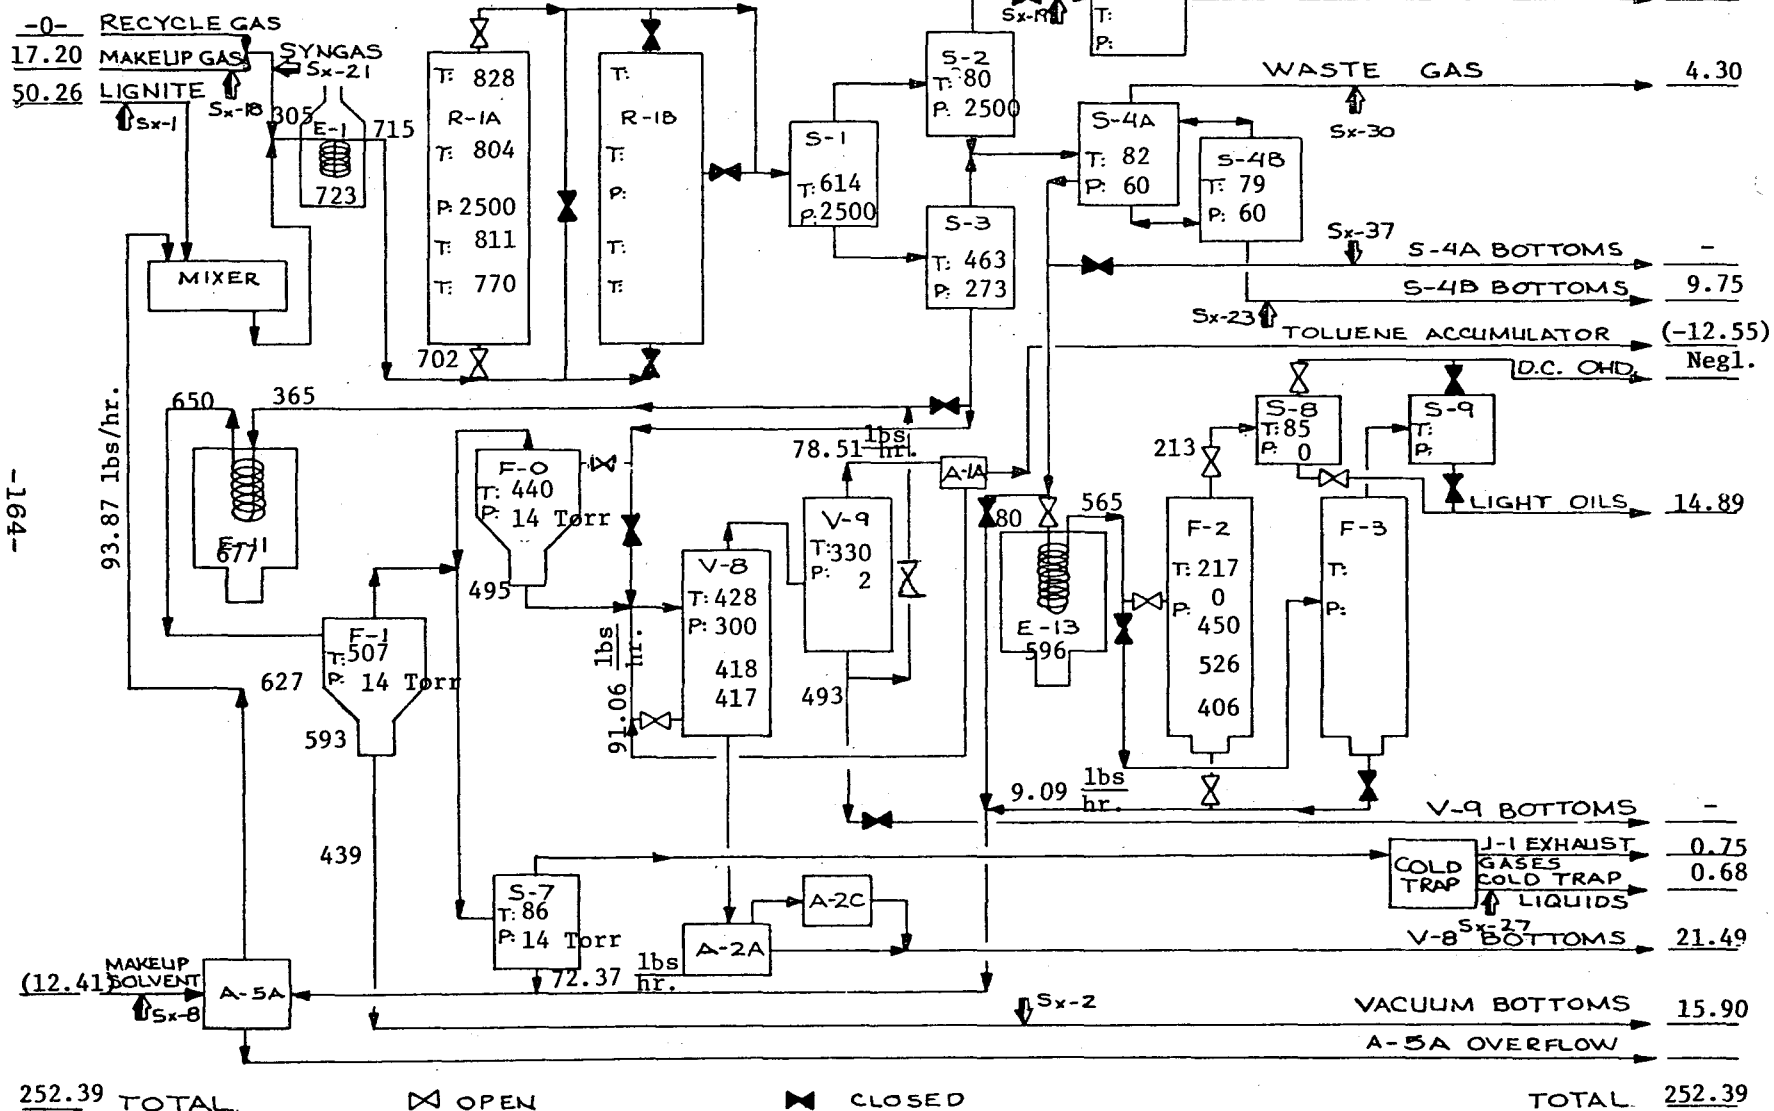 -0- RECYCLE GAS
17.20 MAKEUP GAS
50.26 LIGNITE
SYNGAS
Sx-21
Sx-18
Sx-1
305
E-1
715
723
MIXER
T: 828
R-1A
T: 804
P: 2500
T: 811
T: 770
702
T:
R-1B
T:
P:
T:
T:
S-1
T: 614
P: 2500
S-2
T: 80
P: 2500
S-3
T: 463
P: 273
Sx-19
T:
P:
S-4A
T: 82
P: 60
S-4B
T: 79
P: 60
WASTE GAS 4.30
Sx-30
Sx-37
S-4A BOTTOMS -
S-4B BOTTOMS 9.75
Sx-23
TOLUENE ACCUMULATOR (-12.55)
D.C. OHD. Negl.
-164-
93.87 lbs/hr.
650
365
E-11
677
F-1
T: 507
P: 14 Torr
627
593
439
F-0
T: 440
P: 14 Torr
495
78.51 lbs
hr.
A-1A
V-8
T: 428
P: 300
418
417
91.06 lbs
hr.
V-9
T: 330
P: 2
493
80
565
E-13
596
213
S-8
T: 85
P: 0
S-9
T:
P:
LIGHT OILS 14.89
F-2
T: 217
0
P: 450
526
406
F-3
T:
P:
9.09 lbs
hr.
V-9 BOTTOMS -
COLD
TRAP
J-1 EXHAUST 0.75
GASES
COLD TRAP 0.68
LIQUIDS
Sx-27
S-7
T: 86
P: 14 Torr
72.37 lbs
hr.
A-2C
A-2A
V-8 BOTTOMS 21.49
MAKEUP
(12.41) SOLVENT
Sx-8
A-5A
Sx-2
VACUUM BOTTOMS 15.90
A-5A OVERFLOW
252.39 TOTAL OPEN CLOSED TOTAL 252.39